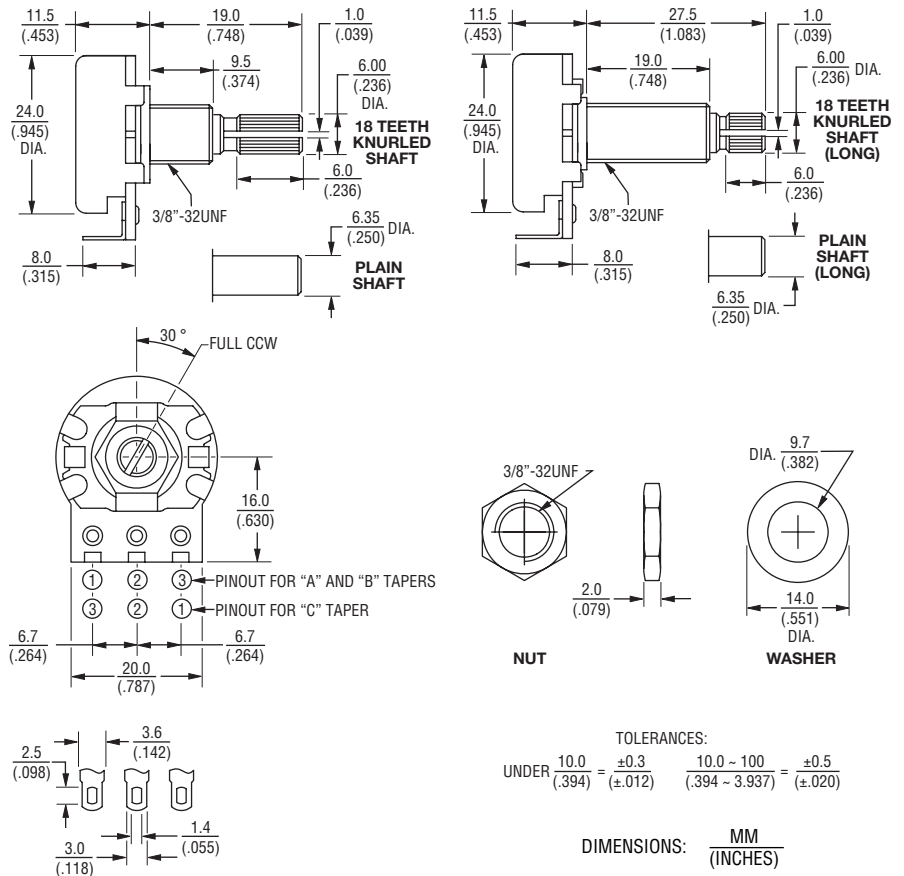 11.5
(.453)
19.0
(.748)
1.0
(.039)
9.5
(.374)
6.00
(.236)
DIA.
24.0
(.945)
DIA.
18 TEETH
KNURLED
SHAFT
6.0
(.236)
3/8"-32UNF
8.0
(.315)
6.35
(.250) DIA.
PLAIN
SHAFT
11.5
(.453)
27.5
(1.083)
1.0
(.039)
19.0
(.748)
6.00
(.236) DIA.
24.0
(.945)
DIA.
18 TEETH
KNURLED
SHAFT
(LONG)
6.0
(.236)
3/8"-32UNF
8.0
(.315)
PLAIN
SHAFT
(LONG)
6.35
(.250) DIA.
30 °
FULL CCW
16.0
(.630)
1 2 3 PINOUT FOR “A” AND “B” TAPERS
3 2 1 PINOUT FOR “C” TAPER
6.7
(.264)
6.7
(.264)
20.0
(.787)
3/8"-32UNF
2.0
(.079)
NUT
DIA. 9.7
(.382)
14.0
(.551)
DIA.
WASHER
2.5
(.098)
3.6
(.142)
1.4
(.055)
3.0
(.118)
TOLERANCES:
UNDER 10.0 = ±0.3
(.394) (±.012)
10.0 ~ 100 = ±0.5
(.394 ~ 3.937) (±.020)
DIMENSIONS: MM
(INCHES)